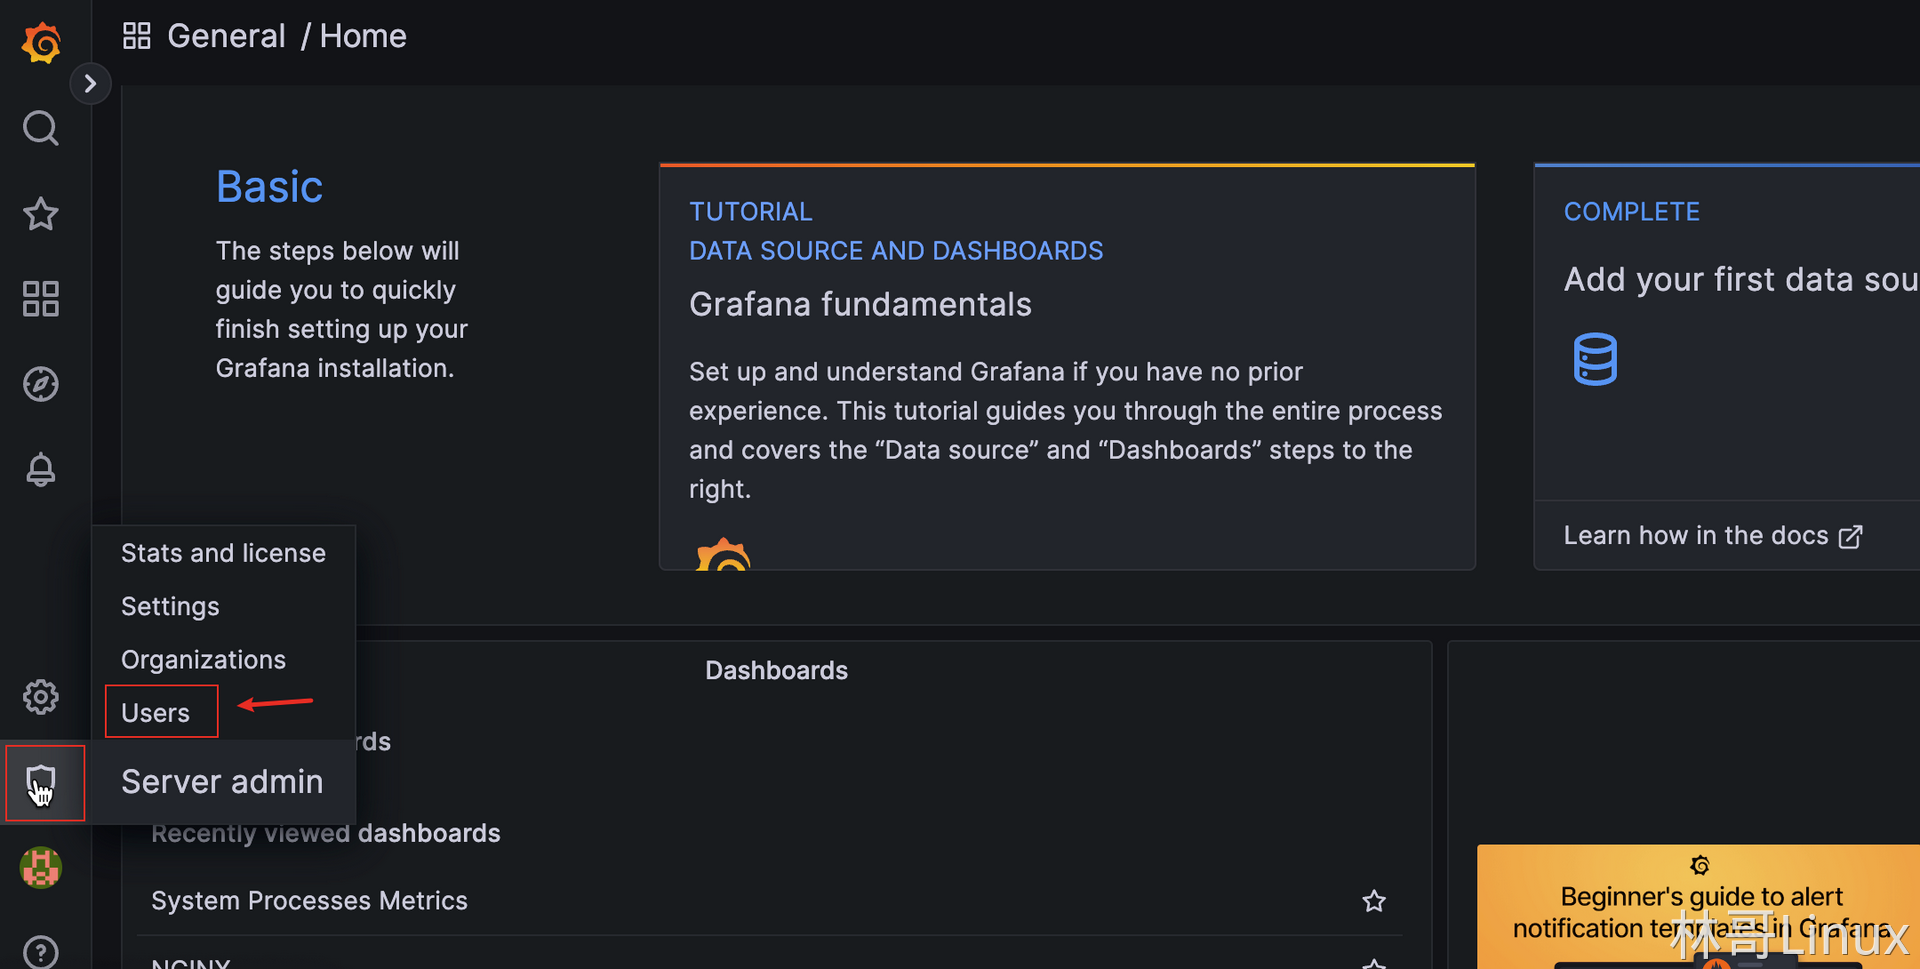 General / Home
Basic
The steps below will
guide you to quickly
finish setting up your
Grafana installation.
TUTORIAL
DATA SOURCE AND DASHBOARDS
Grafana fundamentals
Set up and understand Grafana if you have no prior
experience. This tutorial guides you through the entire process
and covers the “Data source” and “Dashboards” steps to the
right.
COMPLETE
Add your first data sou
Learn how in the docs
Stats and license
Settings
Organizations
Users
Server admin
Dashboards
rds
Recently viewed dashboards
System Processes Metrics
NGINX
Beginner's guide to alert
notification templates in Grafana
林哥Linux